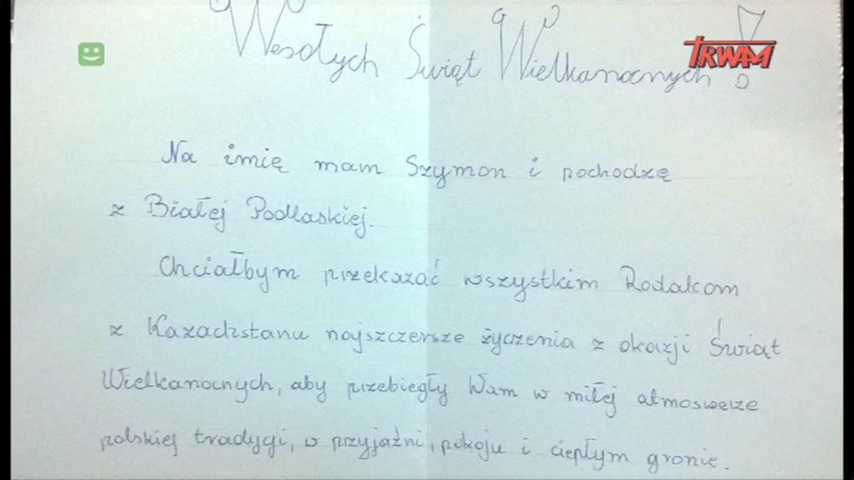 Wesołych Świąt Wielkanocnych!
TRWAM
Na imię mam Szymon i pochodzę
z Białej Podlaskiej.
Chciałbym przekazać wszystkim Rodakom
z Kazachstanu najszczersze życzenia z okazji Świąt
Wielkanocnych, aby przebiegły Wam w miłej atmoswerze
polskiej tradycji, w przyjaźni, pokoju i ciepłym gronie.